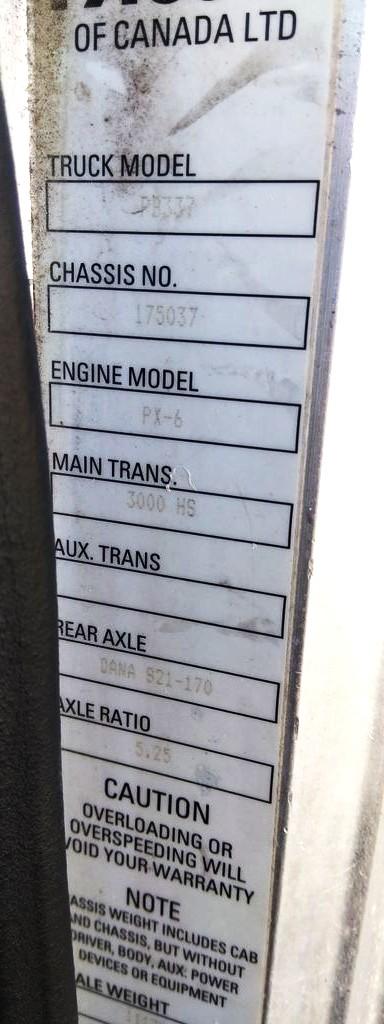 OF CANADA LTD
TRUCK MODEL
PB337
CHASSIS NO.
175037
ENGINE MODEL
PX-6
MAIN TRANS.
3000 HS
AUX. TRANS
REAR AXLE
DANA S21-170
AXLE RATIO
5.25
CAUTION
OVERLOADING OR
OVERSPEEDING WILL
VOID YOUR WARRANTY
NOTE
ASSIS WEIGHT INCLUDES CAB
AND CHASSIS, BUT WITHOUT
DRIVER, BODY, AUX. POWER
DEVICES OR EQUIPMENT
ALE WEIGHT